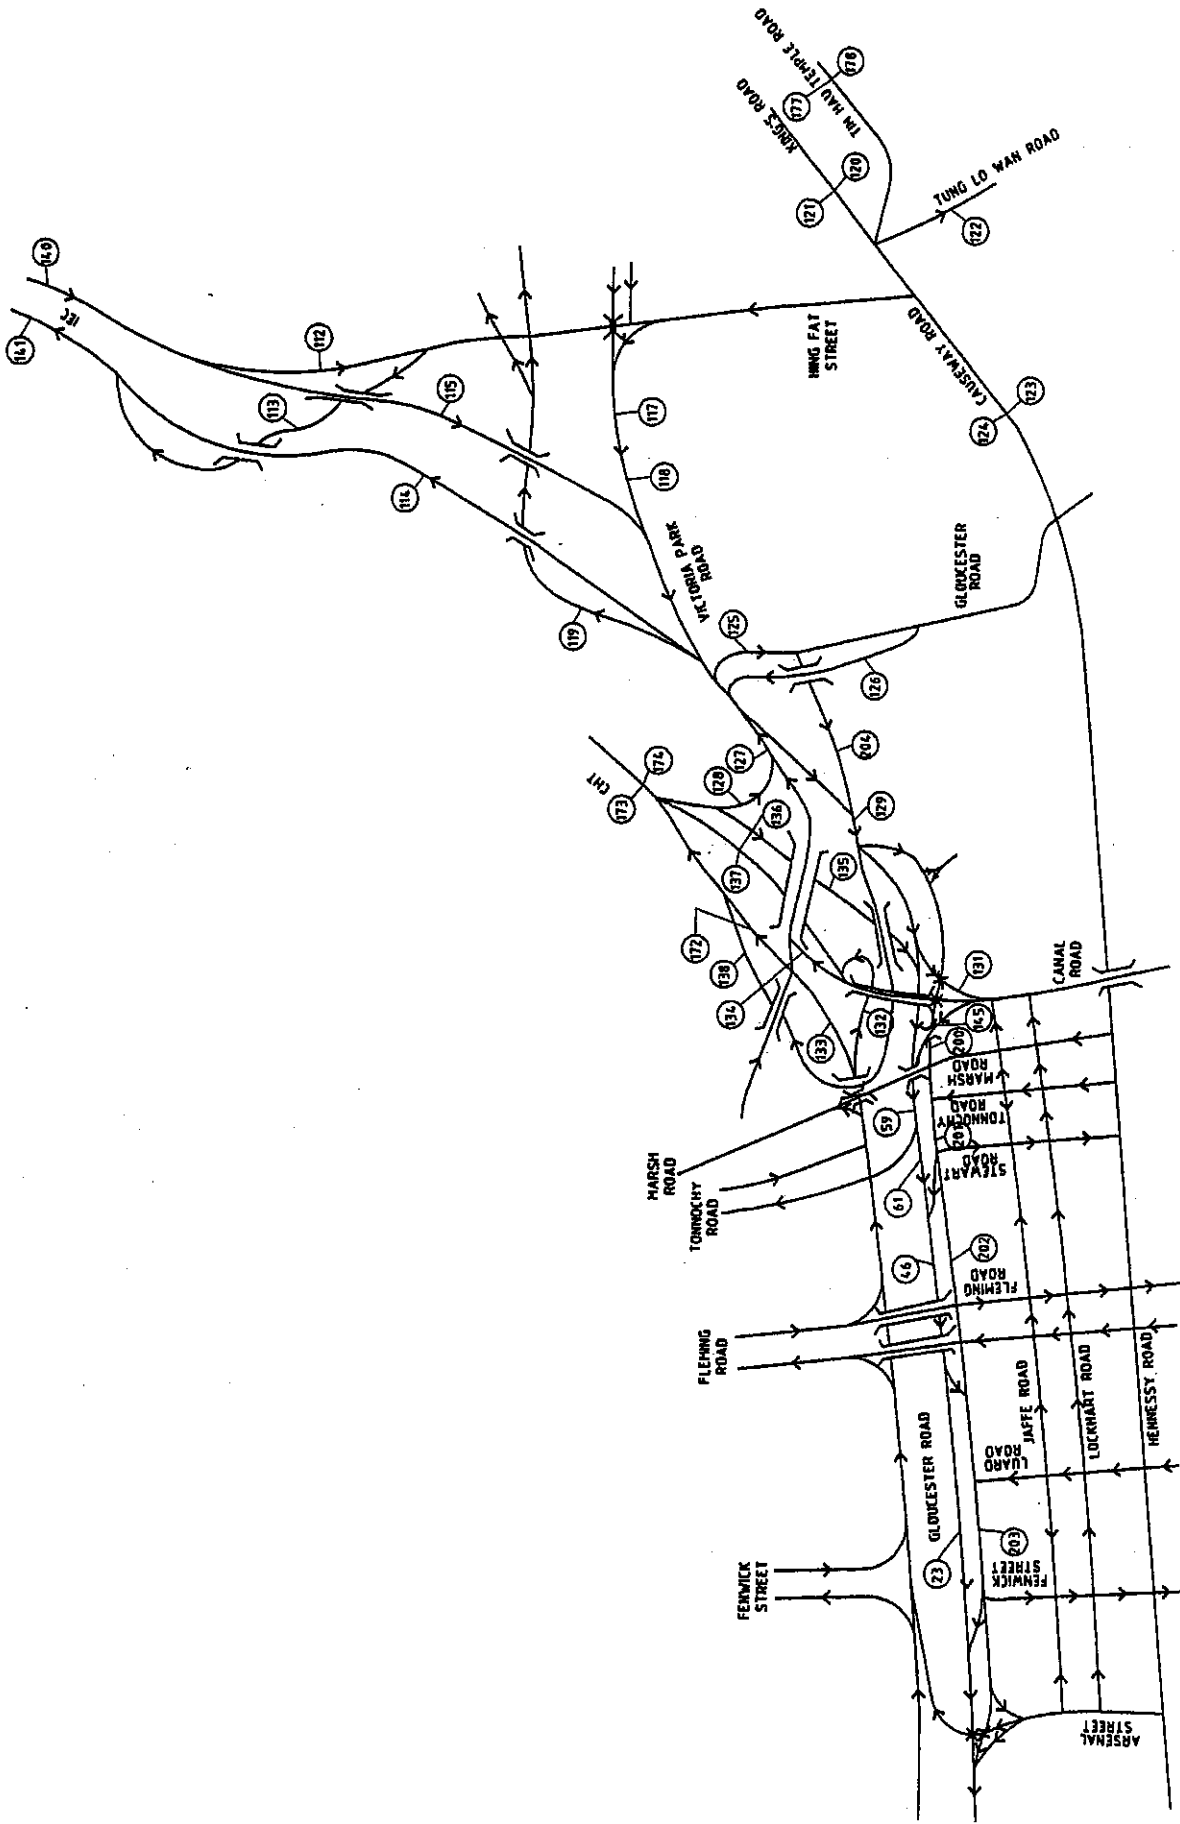 TIN HAU TEMPLE ROAD
KING'S ROAD
178
177
120
121
TUNG LO WAN ROAD
122
140
141
IEC
112
113
115
114
117
118
HING FAT
STREET
CAUSEWAY ROAD
123
124
VICTORIA PARK
ROAD
GLOUCESTER
ROAD
119
125
126
204
CHT
174
173
127
128
136
137
129
135
172
138
134
133
132
131
CANAL
ROAD
145
200
MARSH
ROAD
TONNOCHY
ROAD
201
STEWART
ROAD
59
61
MARSH
ROAD
TONNOCHY
ROAD
46
202
FLEMING
ROAD
FLEMING
ROAD
JAFFE ROAD
LOCKHART ROAD
HENNESSY ROAD
LUARD
ROAD
GLOUCESTER ROAD
23
203
FENWICK
STREET
FENWICK
STREET
ARSENAL
STREET